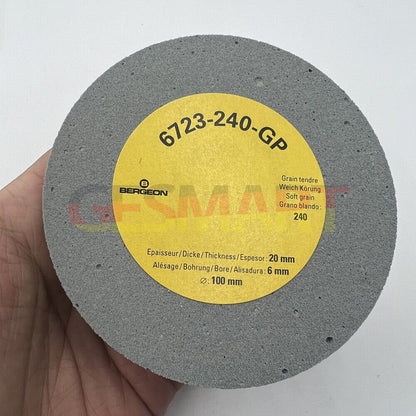 6723-240-GP
B
BERGEON
Grain tendre
Weich Körung
Soft grain
Grano blando:
240
GESMART
Epaisseur/Dicke/Thickness/Espesor: 20 mm
Alésage/Bohrung/Bore/Alisadura: 6 mm
∅: 100 mm